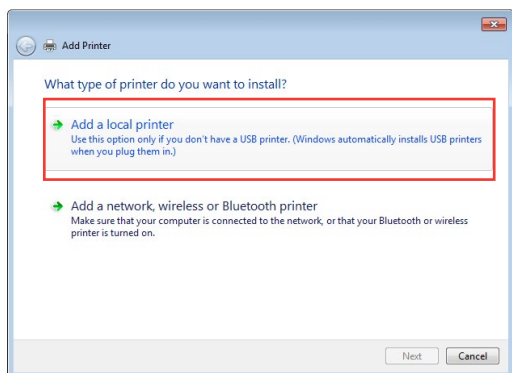 Add Printer
What type of printer do you want to install?
Add a local printer
Use this option only if you don't have a USB printer. (Windows automatically installs USB printers
when you plug them in.)
Add a network, wireless or Bluetooth printer
Make sure that your computer is connected to the network, or that your Bluetooth or wireless
printer is turned on.
Next Cancel